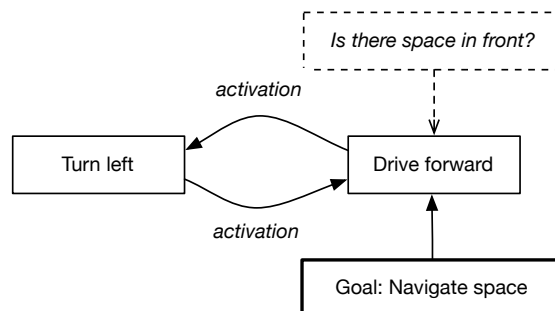 Is there space in front?
activation
Turn left
Drive forward
activation
Goal: Navigate space